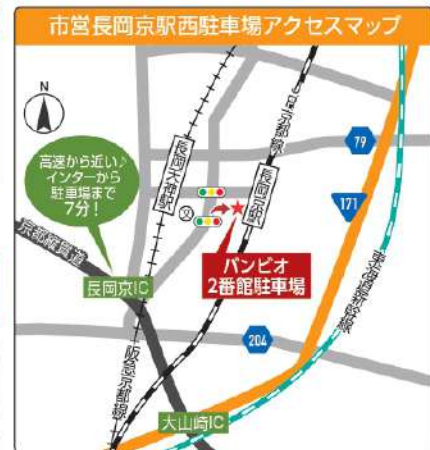 市営長岡京駅西駐車場アクセスマップ
N
高速から近い♪
インターから
駐車場まで
7分！
京都縦貫道
長岡京IC
長岡天神駅
阪急京都線
JR京都線
長岡京駅
文
バンビオ
2番館駐車場
79
171
204
東海道新幹線
大山崎IC